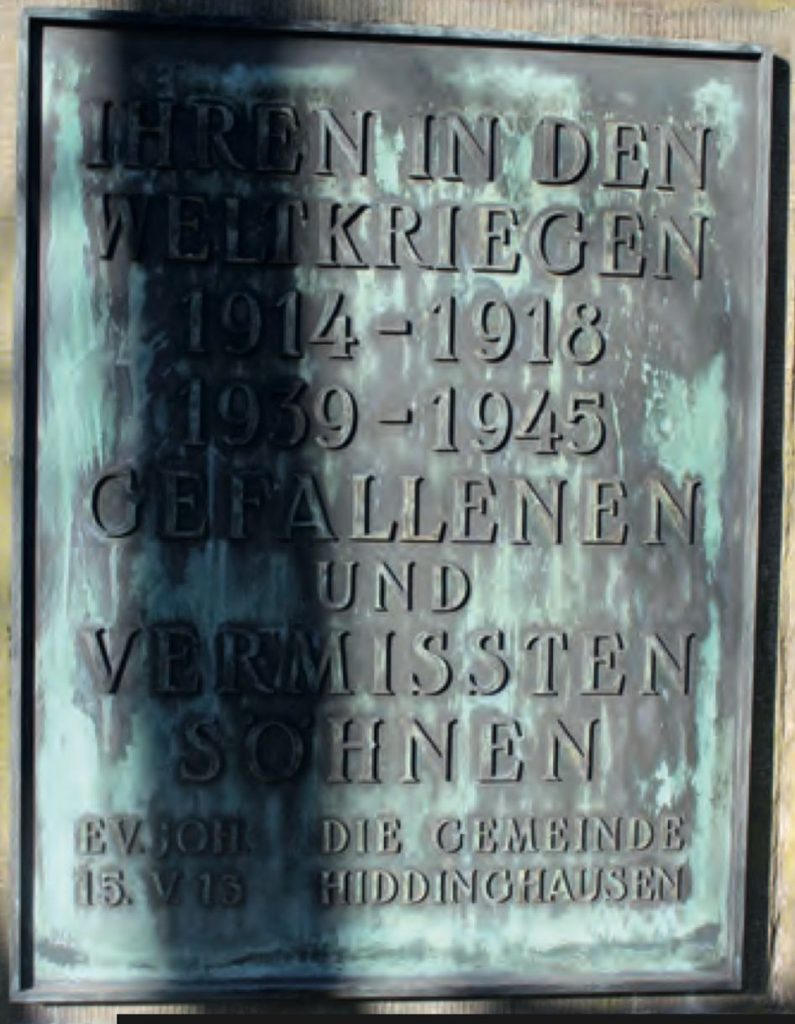 IHREN IN DEN
WELTKRIEGEN
1914-1918
1939-1945
GEFALLENEN
UND
VERMISSTEN
SÖHNEN
EV. JOH. DIE GEMEINDE
15. V. 13 HIDDINGHAUSEN